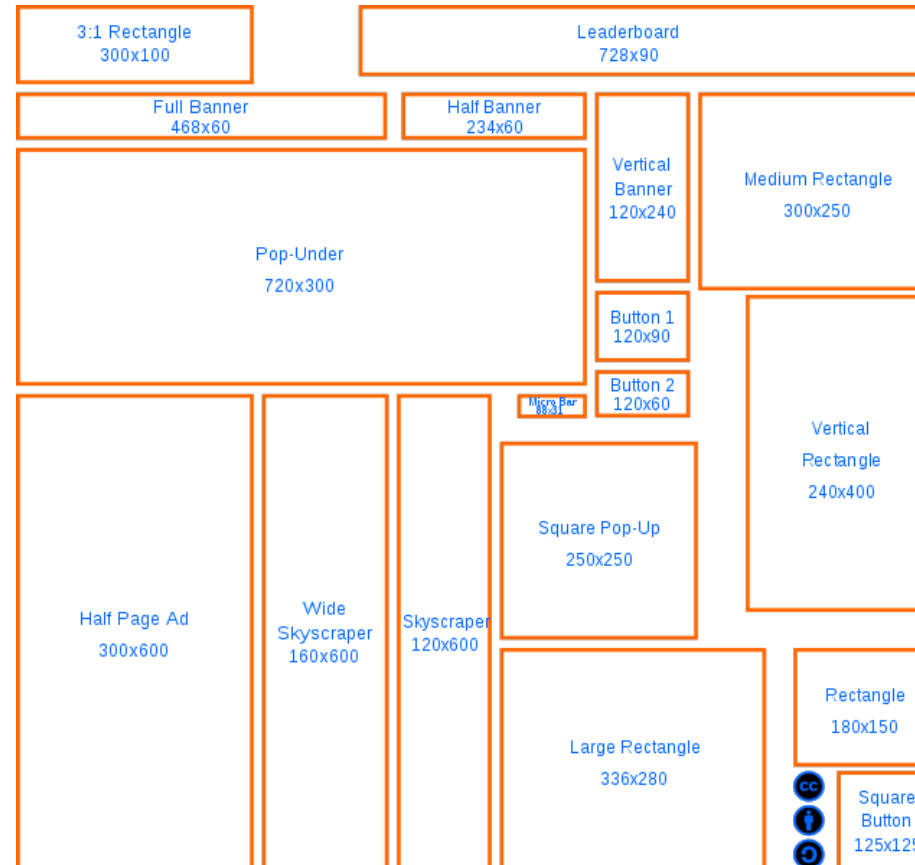 3:1 Rectangle
300x100
Leaderboard
728x90
Full Banner
468x60
Half Banner
234x60
Vertical
Banner
120x240
Medium Rectangle
300x250
Pop-Under
720x300
Button 1
120x90
Button 2
120x60
Micro Bar
88x31
Vertical
Rectangle
240x400
Square Pop-Up
250x250
Half Page Ad
300x600
Wide
Skyscraper
160x600
Skyscraper
120x600
Rectangle
180x150
Large Rectangle
336x280
cc
Square
Button
125x125